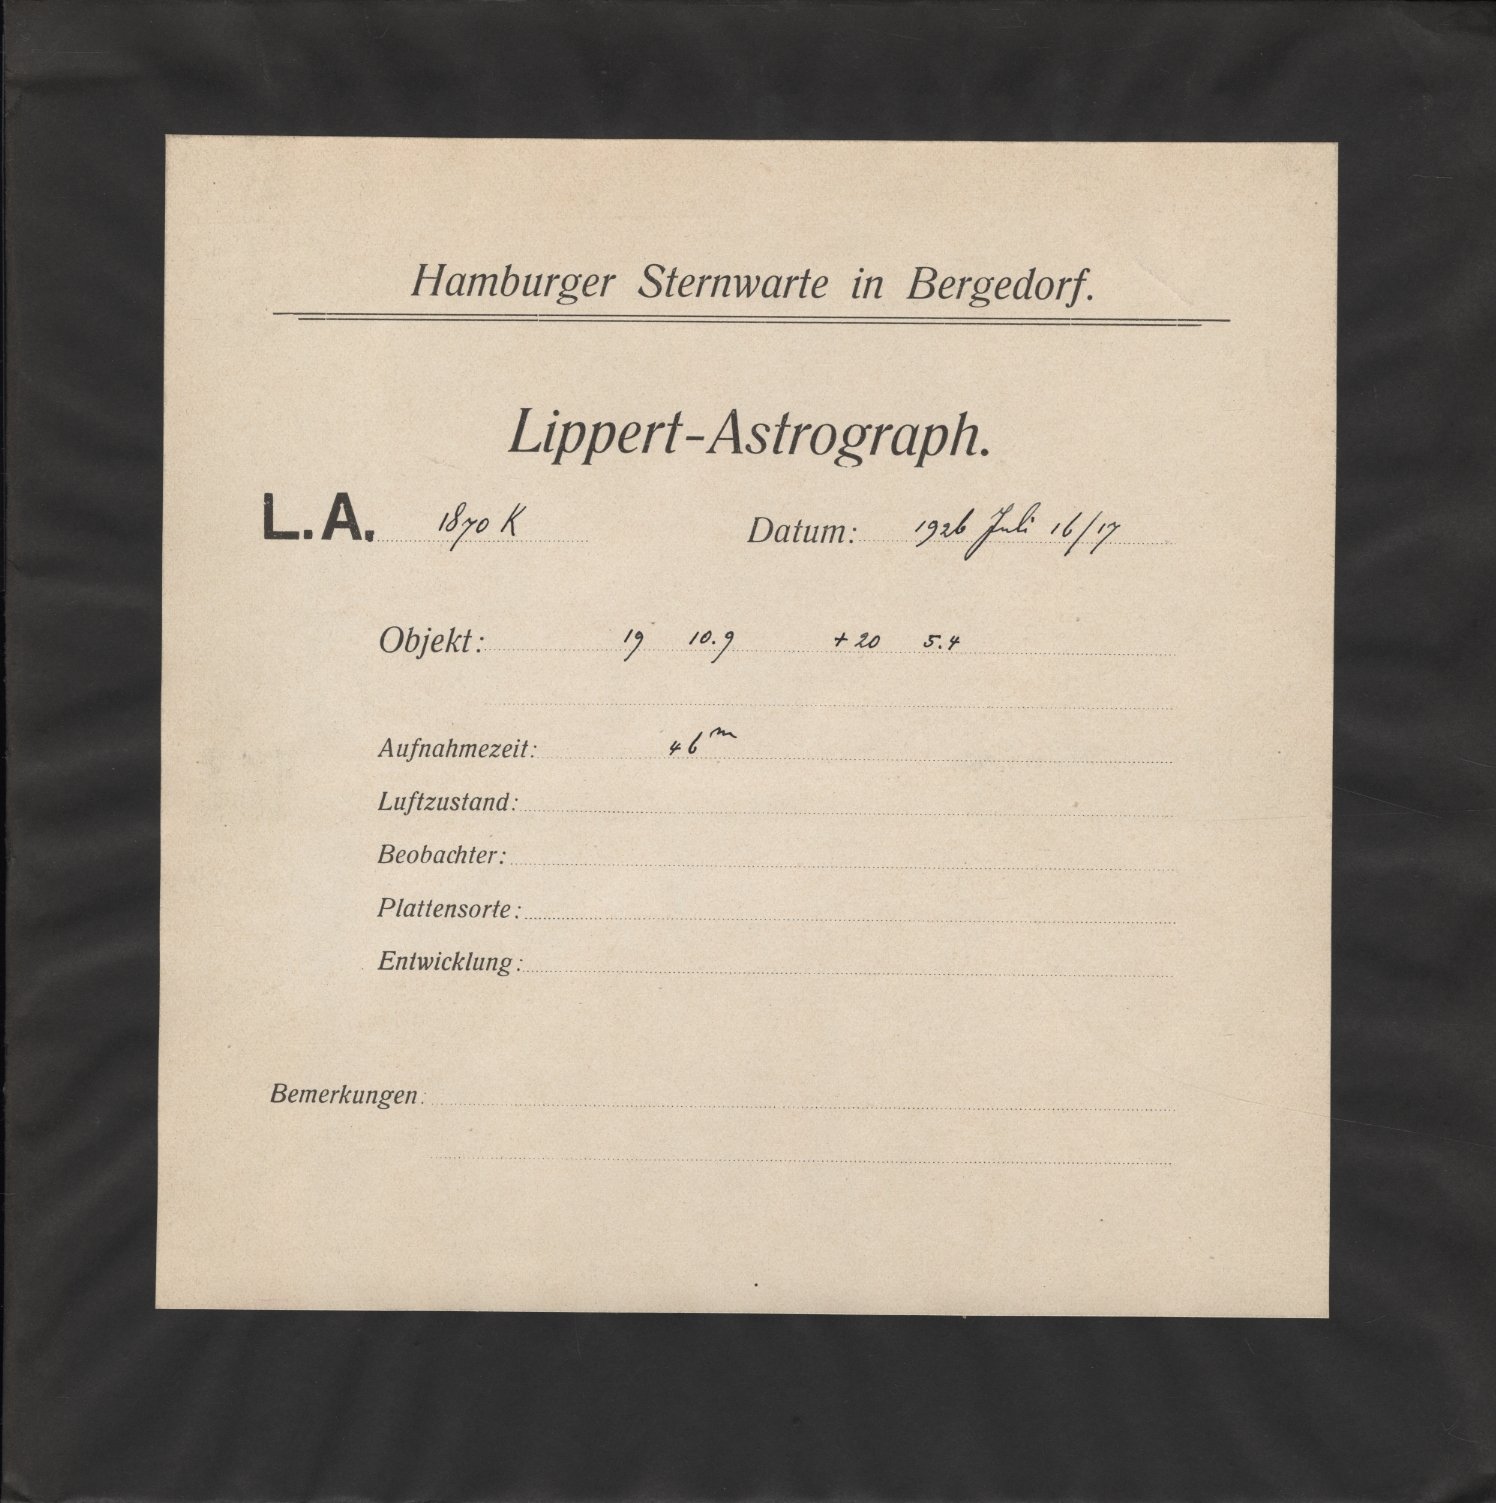 Hamburger Sternwarte in Bergedorf.
Lippert-Astrograph.
L.A. 1870 K Datum: 1926 Juli 16/17
Objekt: 19 10.9 +20 5.4
Aufnahmezeit: 46 m
Luftzustand:
Beobachter:
Plattensorte:
Entwicklung:
Bemerkungen: